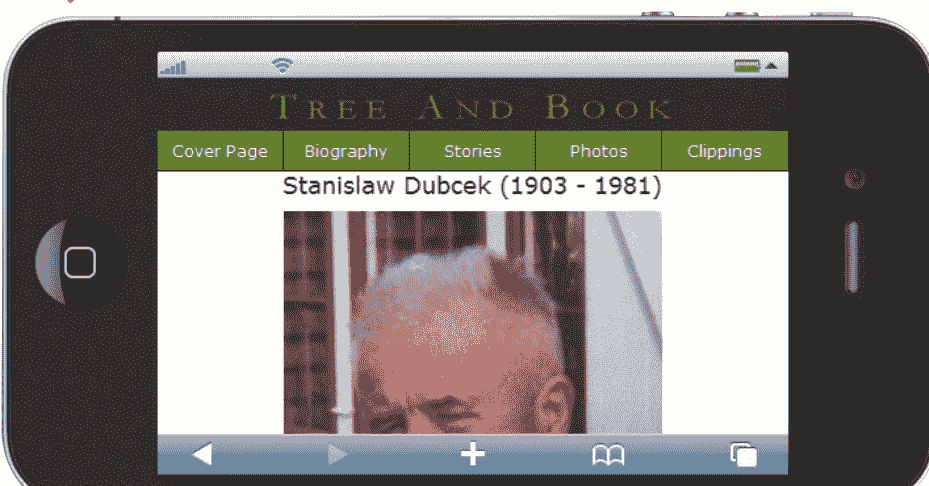 TREE AND BOOK
Cover Page Biography Stories Photos Clippings
Stanislaw Dubcek (1903 - 1981)